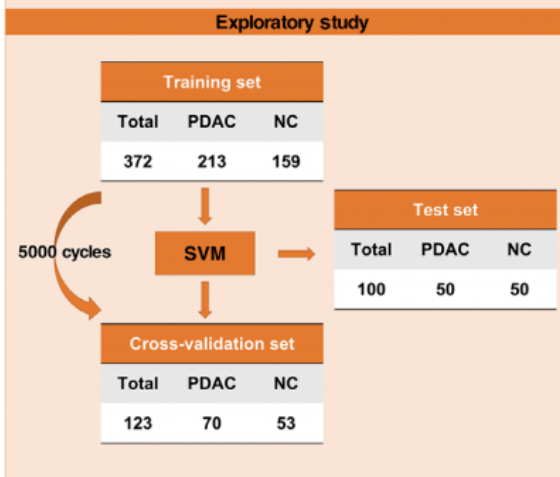 Exploratory study
Training set
Total PDAC NC
372 213 159
5000 cycles
SVM
Test set
Total PDAC NC
100 50 50
Cross-validation set
Total PDAC NC
123 70 53